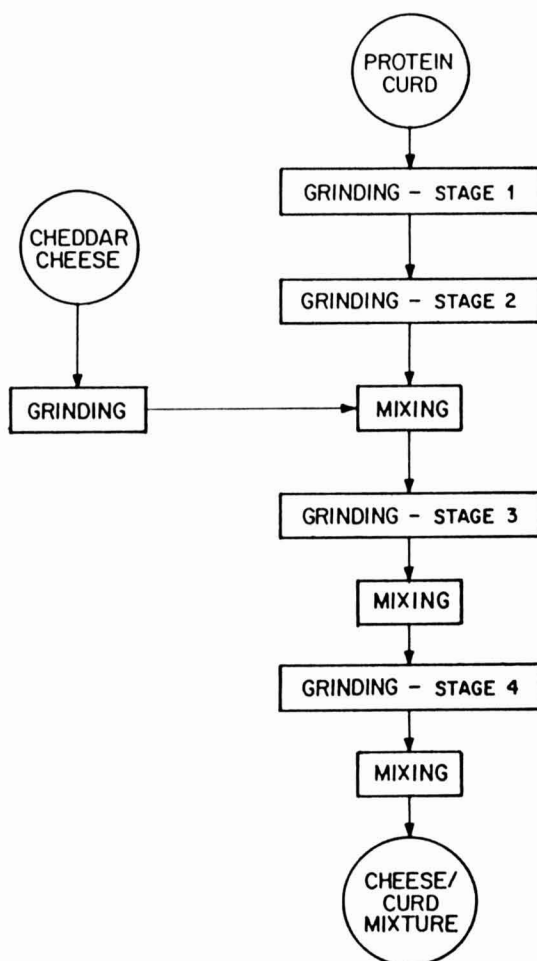 PROTEIN
CURD
GRINDING – STAGE 1
CHEDDAR
CHEESE
GRINDING – STAGE 2
GRINDING
MIXING
GRINDING – STAGE 3
MIXING
GRINDING – STAGE 4
MIXING
CHEESE/
CURD
MIXTURE